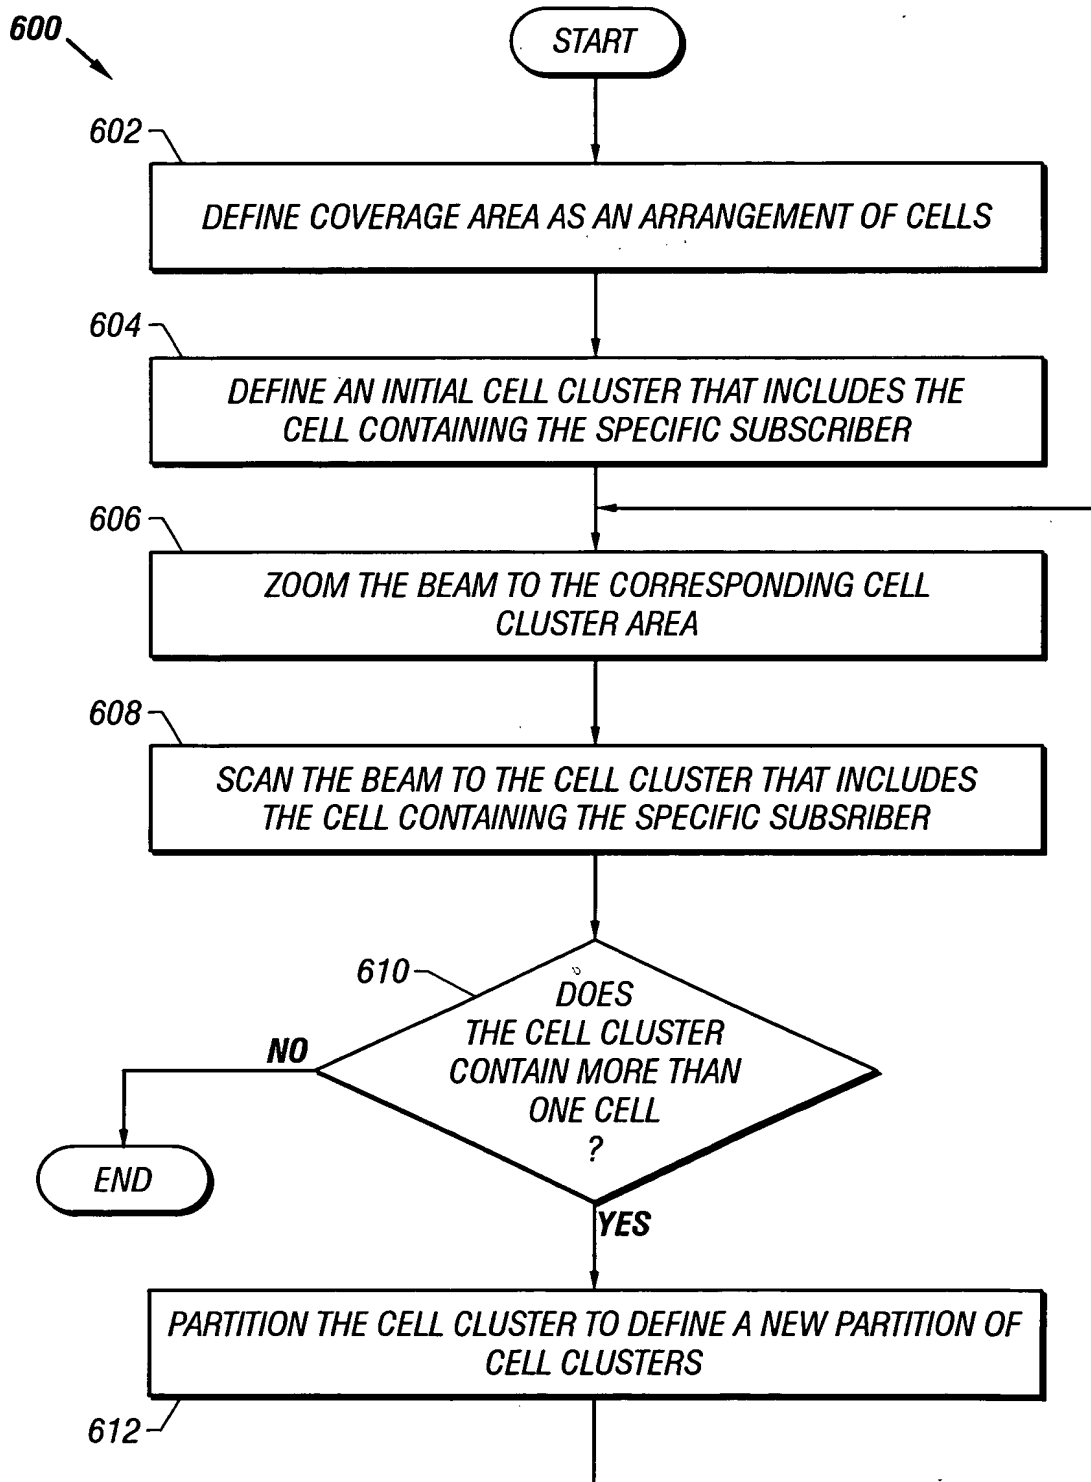 600
START
602
DEFINE COVERAGE AREA AS AN ARRANGEMENT OF CELLS
604
DEFINE AN INITIAL CELL CLUSTER THAT INCLUDES THE
CELL CONTAINING THE SPECIFIC SUBSCRIBER
606
ZOOM THE BEAM TO THE CORRESPONDING CELL
CLUSTER AREA
608
SCAN THE BEAM TO THE CELL CLUSTER THAT INCLUDES
THE CELL CONTAINING THE SPECIFIC SUBSRIBER
610
DOES
THE CELL CLUSTER
CONTAIN MORE THAN
ONE CELL
?
NO
END
YES
PARTITION THE CELL CLUSTER TO DEFINE A NEW PARTITION OF
CELL CLUSTERS
612